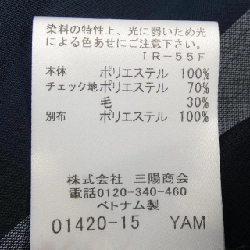 染料の特性上、光に弱いため光
による色あせにご注意下さい。
TR-55F
本体 ポリエステル 100%
チェック地ポリエステル 70%
毛 30%
別布 ポリエステル 100%
株式会社 三陽商会
電話0120-340-460
ベトナム製
01420-15 YAM